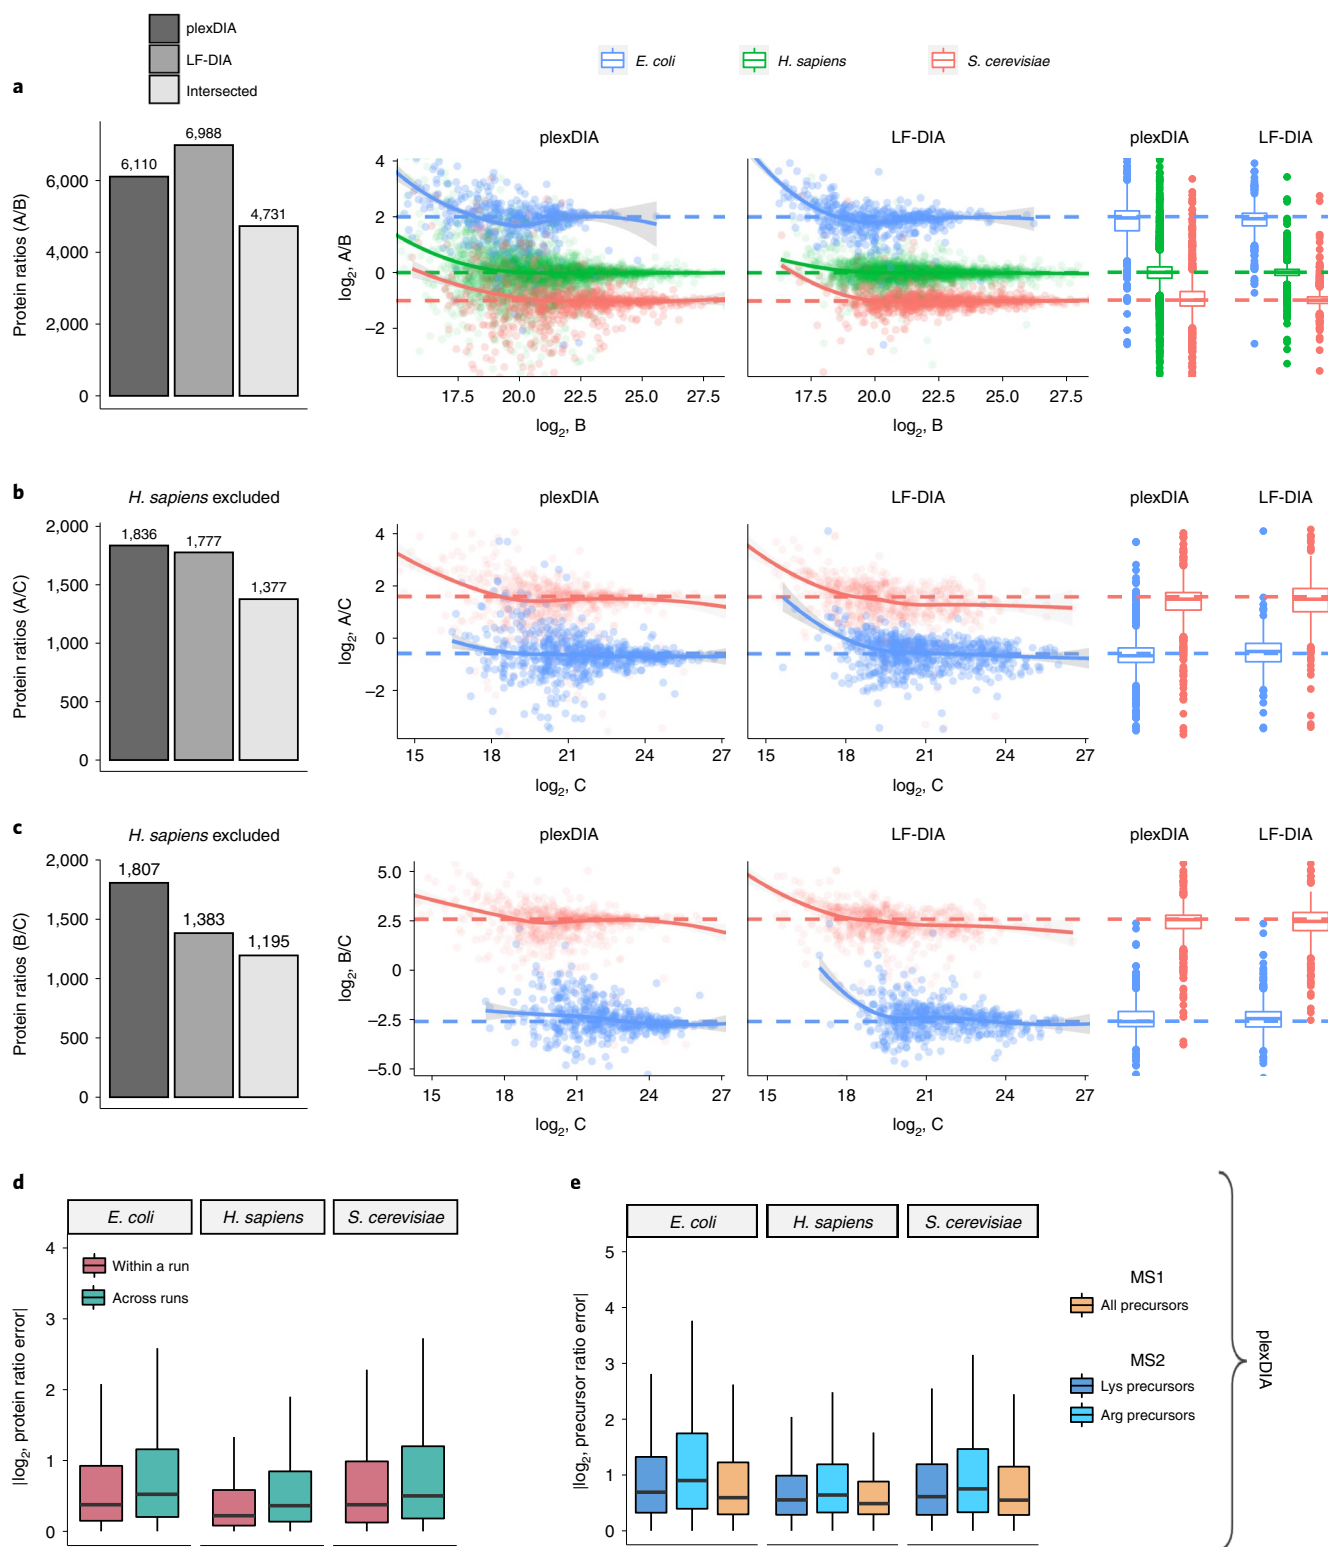 plexDIA
LF-DIA
Intersected
E. coli
H. sapiens
S. cerevisiae
a
Protein ratios (A/B)
6,000
4,000
2,000
0
6,110
6,988
4,731
plexDIA
LF-DIA
plexDIA
LF-DIA
log2, A/B
4
2
0
–2
17.5
20.0
22.5
25.0
27.5
17.5
20.0
22.5
25.0
27.5
log2, B
log2, B
b
H. sapiens excluded
plexDIA
LF-DIA
plexDIA
LF-DIA
Protein ratios (A/C)
2,000
1,500
1,000
500
0
1,836
1,777
1,377
log2, A/C
4
2
0
–2
15
18
21
24
27
15
18
21
24
27
log2, C
log2, C
c
H. sapiens excluded
plexDIA
LF-DIA
plexDIA
LF-DIA
Protein ratios (B/C)
2,000
1,500
1,000
500
0
1,807
1,383
1,195
log2, B/C
5.0
2.5
0
–2.5
–5.0
15
18
21
24
27
15
18
21
24
27
log2, C
log2, C
d
E. coli
H. sapiens
S. cerevisiae
|log2, protein ratio error|
4
3
2
1
0
Within a run
Across runs
e
E. coli
H. sapiens
S. cerevisiae
|log2, precursor ratio error|
5
4
3
2
1
0
MS1
All precursors
MS2
Lys precursors
Arg precursors
plexDIA